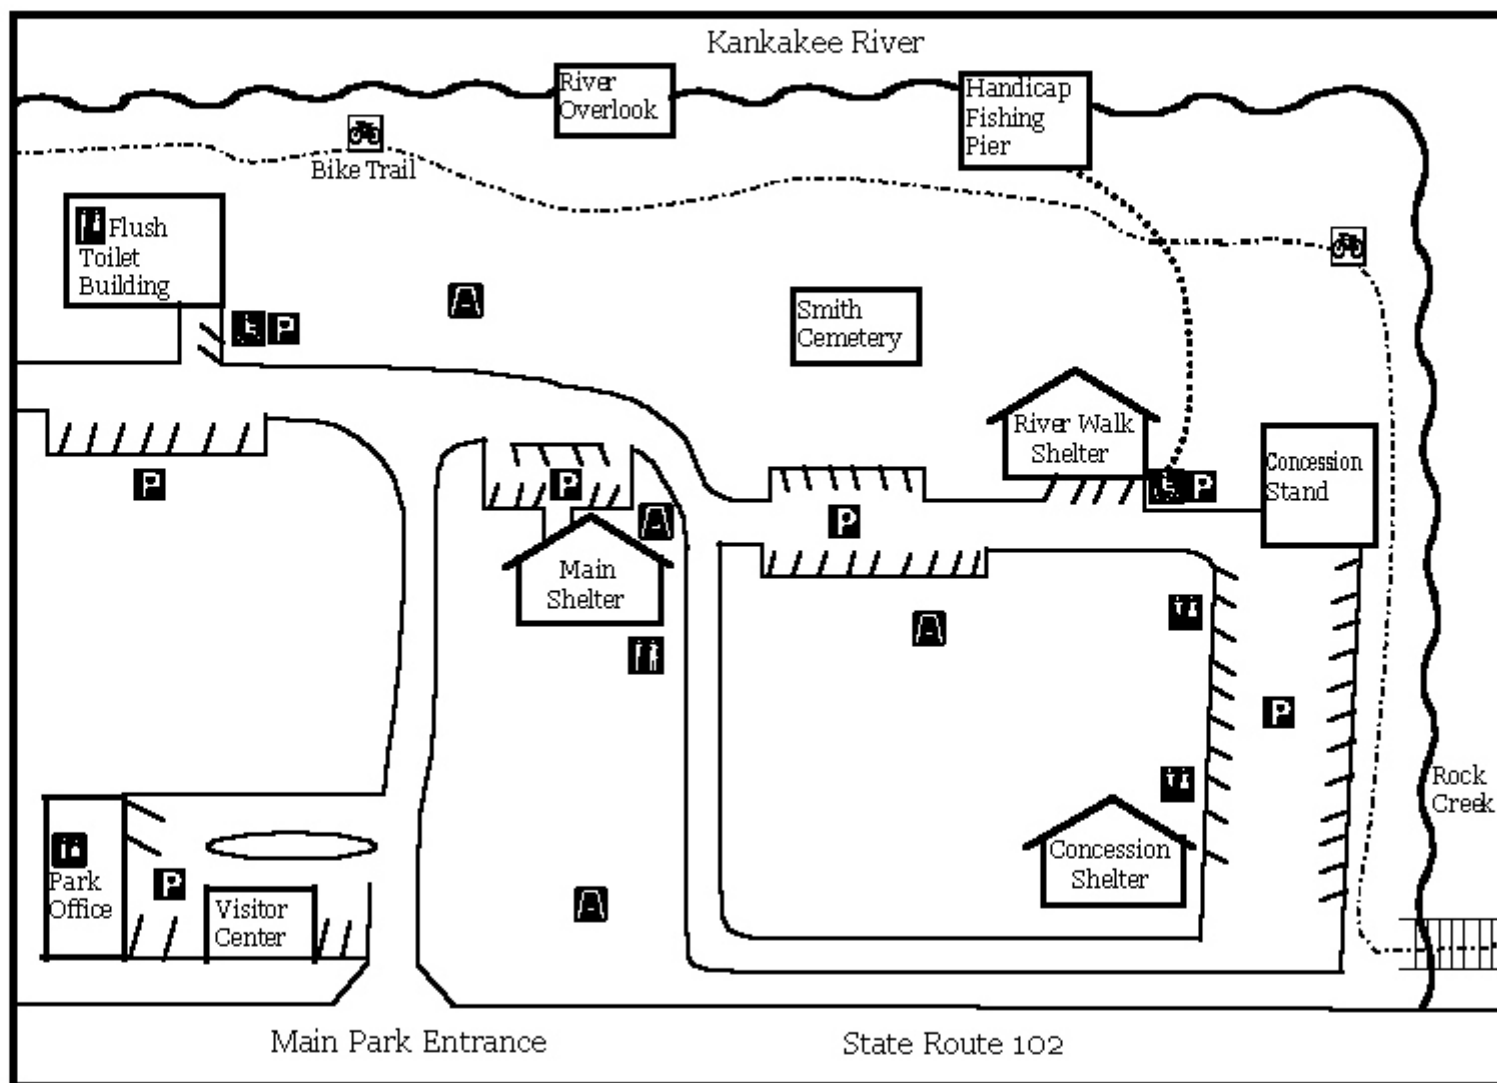 Kankakee River
River
Overlook
Handicap
Fishing
Pier
Bike Trail
Flush
Toilet
Building
P
Smith
Cemetery
River Walk
Shelter
P
Concession
Stand
P
P
P
Main
Shelter
P
Rock
Creek
Park
Office
P
Visitor
Center
Concession
Shelter
Main Park Entrance
State Route 102